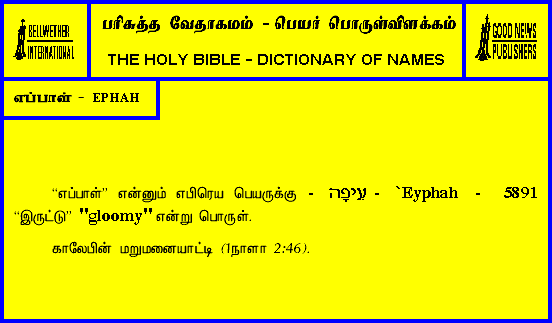 BELLWETHER
INTERNATIONAL
பரிசுத்த வேதாகமம் - பெயர் பொருள்விளக்கம்
THE HOLY BIBLE - DICTIONARY OF NAMES
GOOD NEWS
PUBLISHERS
எப்பாள் - EPHAH
“எப்பாள்” என்னும் எபிரெய பெயருக்கு - עֵיפָה - `Eyphah - 5891
“இருட்டு” "gloomy" என்று பொருள்.
காலேபின் மறுமனையாட்டி (1நாளா 2:46).